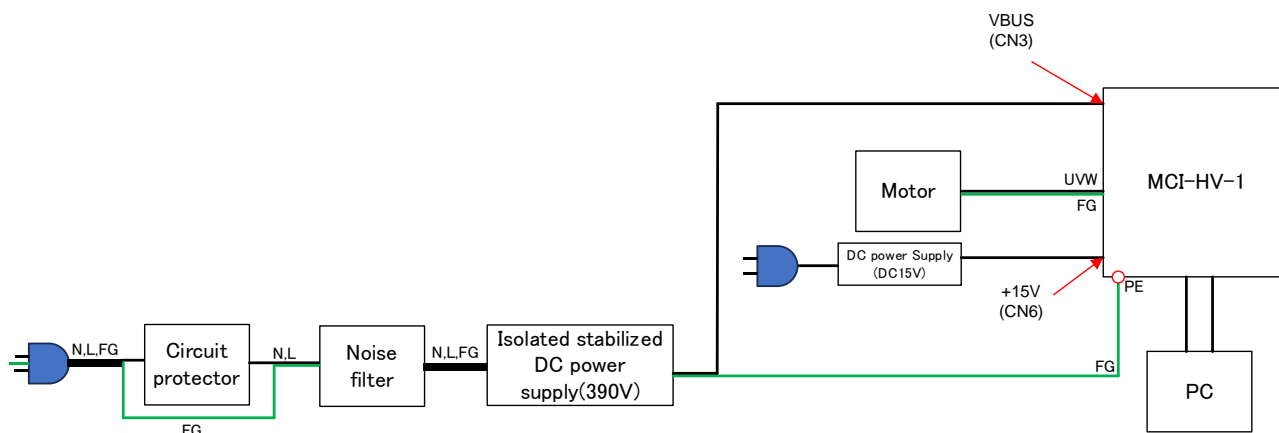 VBUS
(CN3)
MCI-HV-1
Motor
UVW
FG
DC power Supply
(DC15V)
+15V
(CN6)
PE
N,L,FG
Circuit
protector
N,L
FG
Noise
filter
N,L,FG
Isolated stabilized
DC power
supply(390V)
FG
PC